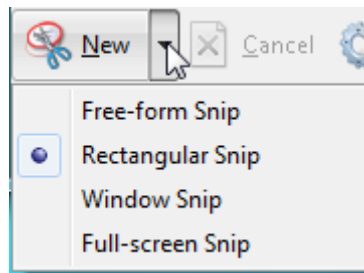 New Cancel
Free-form Snip
Rectangular Snip
Window Snip
Full-screen Snip